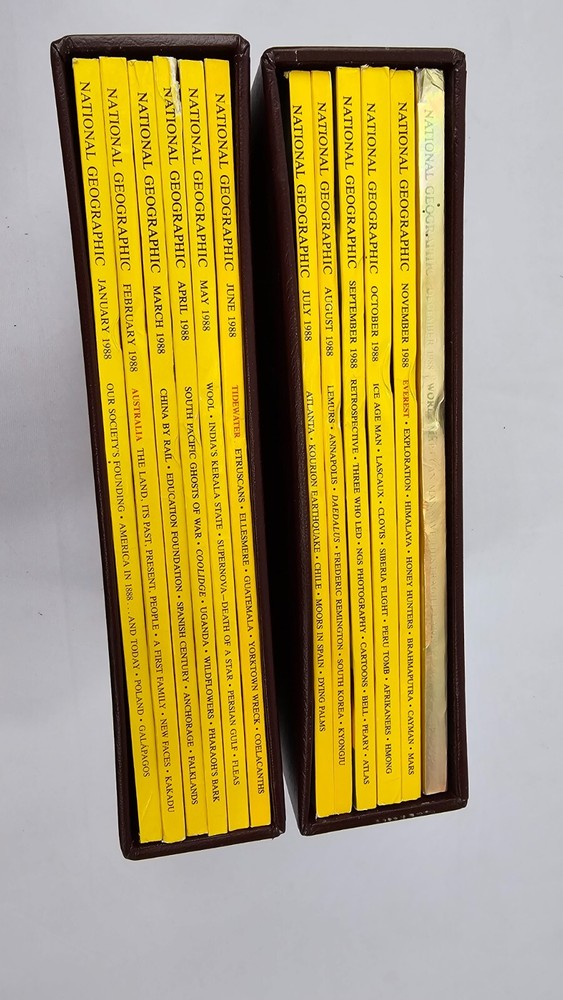 NATIONAL GEOGRAPHIC JANUARY 1988 OUR SOCIETY'S FOUNDING • AMERICA IN 1888...AND TODAY • POLAND • GALÁPAGOS
NATIONAL GEOGRAPHIC FEBRUARY 1988 AUSTRALIA THE LAND, ITS PAST, PRESENT, PEOPLE • A FIRST FAMILY • NEW FACES • KAKADU
NATIONAL GEOGRAPHIC MARCH 1988 CHINA BY RAIL • EDUCATION FOUNDATION • SPANISH CENTURY • ANCHORAGE • FALKLANDS
NATIONAL GEOGRAPHIC APRIL 1988 SOUTH PACIFIC GHOSTS OF WAR • COOLIDGE • UGANDA • WILDFLOWERS • PHARAOH'S BARK
NATIONAL GEOGRAPHIC MAY 1988 WOOL • INDIA'S KERALA STATE • SUPERNOVA—DEATH OF A STAR • PERSIAN GULF • FLEAS
NATIONAL GEOGRAPHIC JUNE 1988 TIDEWATER ETRUSCANS • ELLESMERE • GUATEMALA • YORKTOWN WRECK • COELACANTHS
NATIONAL GEOGRAPHIC JULY 1988 ATLANTA • KOURION EARTHQUAKE • CHILE • MOORS IN SPAIN • DYING PALMS
NATIONAL GEOGRAPHIC AUGUST 1988 LEMURS • ANNAPOLIS • DAEDALUS • FREDERIC REMINGTON • SOUTH KOREA • KYONGJU
NATIONAL GEOGRAPHIC SEPTEMBER 1988 RETROSPECTIVE • THREE WHO LED • NGS PHOTOGRAPHY • CARTOONS • BELL • PEARY • ATLAS
NATIONAL GEOGRAPHIC OCTOBER 1988 ICE AGE MAN • LASCAUX • CLOVIS • SIBERIA FLIGHT • PERU TOMB • AFRIKANERS • HMONG
NATIONAL GEOGRAPHIC NOVEMBER 1988 EVEREST • EXPLORATION • HIMALAYA • HONEY HUNTERS • BRAHMAPUTRA • CAYMAN • MARS
NATIONAL GEOGRAPHIC